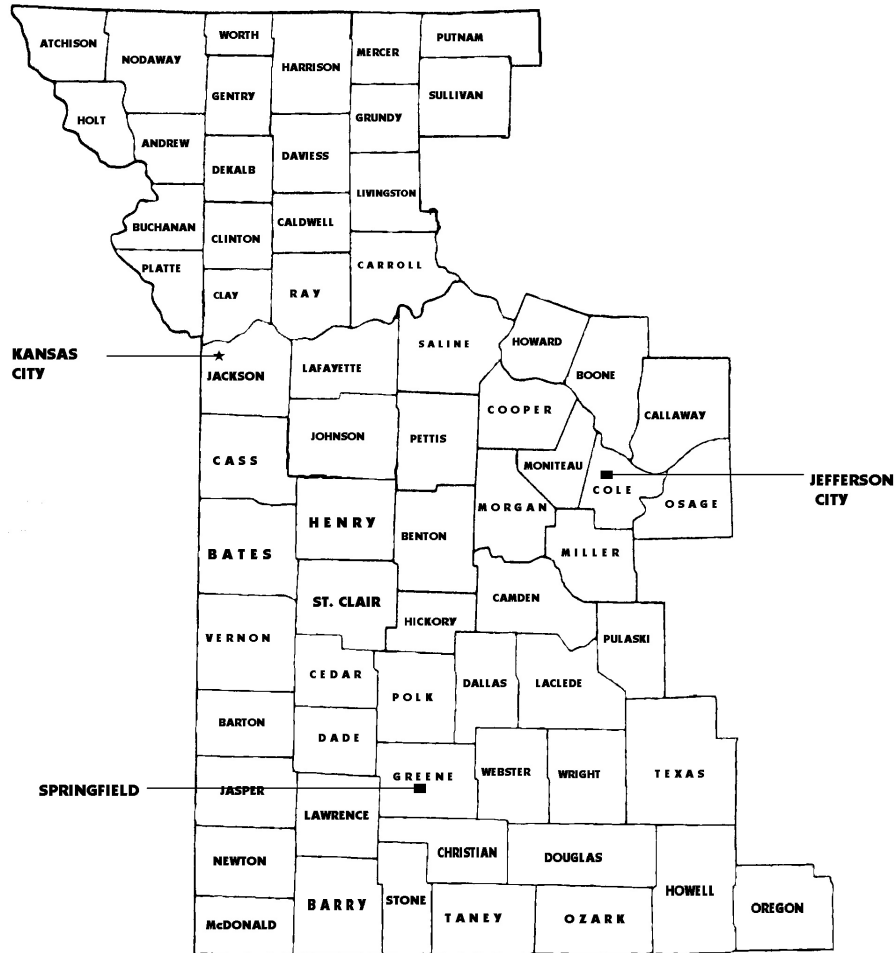 ATCHISON
NODAWAY
WORTH
HARRISON
MERCER
PUTNAM
HOLT
GENTRY
SULLIVAN
ANDREW
DEKALB
DAVIESS
GRUNDY
LIVINGSTON
BUCHANAN
CLINTON
CALDWELL
PLATTE
CLAY
RAY
CARROLL
KANSAS
CITY
JACKSON
LAFAYETTE
SALINE
HOWARD
BOONE
CALLAWAY
CASS
JOHNSON
PETTIS
COOPER
MONITEAU
COLE
OSAGE
JEFFERSON
CITY
HENRY
BENTON
MORGAN
MILLER
BATES
ST. CLAIR
HICKORY
CAMDEN
PULASKI
VERNON
CEDAR
POLK
DALLAS
LACLEDE
BARTON
DADE
GREENE
WEBSTER
WRIGHT
TEXAS
SPRINGFIELD
JASPER
LAWRENCE
NEWTON
CHRISTIAN
DOUGLAS
HOWELL
OREGON
McDONALD
BARRY
STONE
TANEY
OZARK